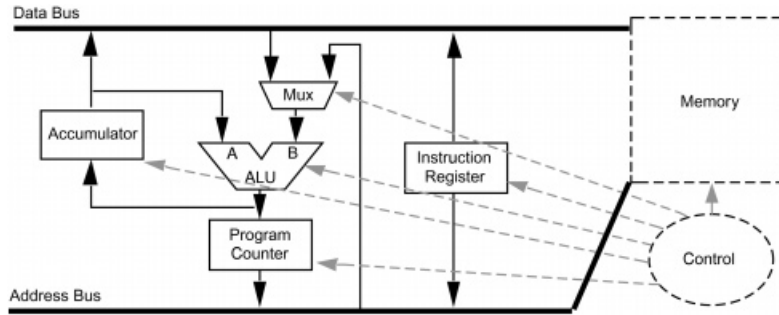 Data Bus
Mux
Memory
Accumulator
A
B
ALU
Instruction
Register
Program
Counter
Control
Address Bus